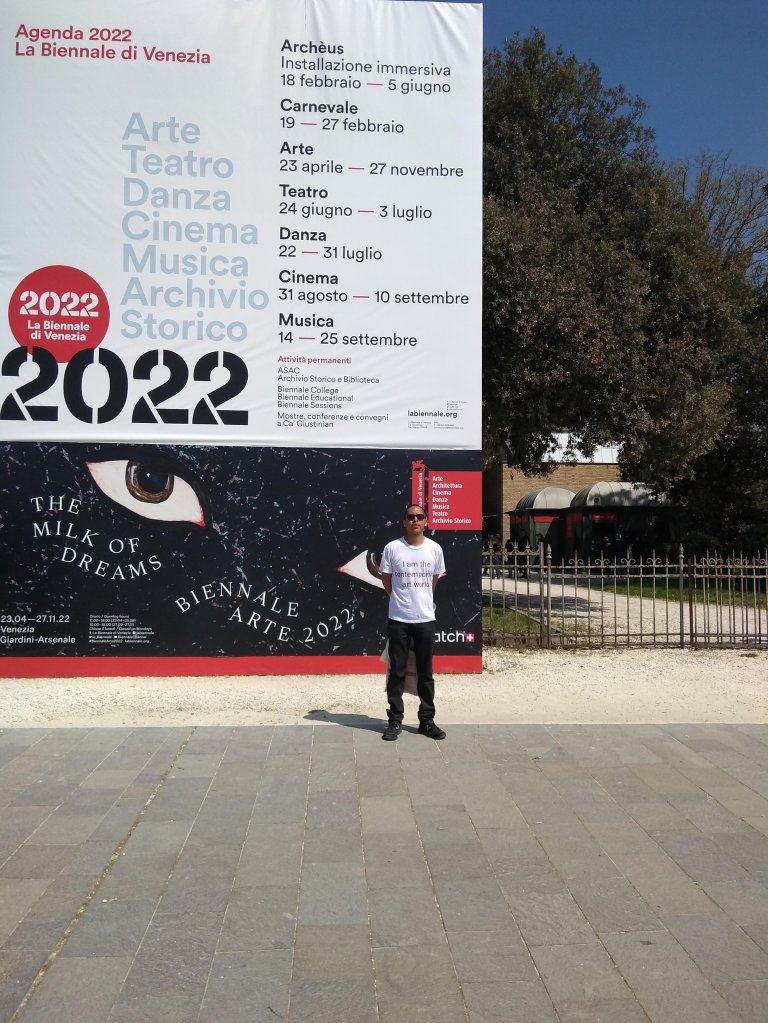 Agenda 2022
La Biennale di Venezia
Arte
Teatro
Danza
Cinema
Musica
Archivio
Storico
2022
La Biennale
di Venezia
2022
Archèus
Installazione immersiva
18 febbraio — 5 giugno
Carnevale
19 — 27 febbraio
Arte
23 aprile — 27 novembre
Teatro
24 giugno — 3 luglio
Danza
22 — 31 luglio
Cinema
31 agosto — 10 settembre
Musica
14 — 25 settembre
Attività permanenti
ASAC
Archivio Storico e Biblioteca
Biennale College
Biennale Educational
Biennale Sessions
Mostre, conferenze e convegni
a Ca' Giustinian
labiennale.org
THE
MILK OF
DREAMS
BIENNALE
ARTE 2022
23.04—27.11.22
Venezia
Giardini-Arsenale
Arte
Architettura
Cinema
Danza
Musica
Teatro
Archivio Storico
I am the
contemporary
art world
atch